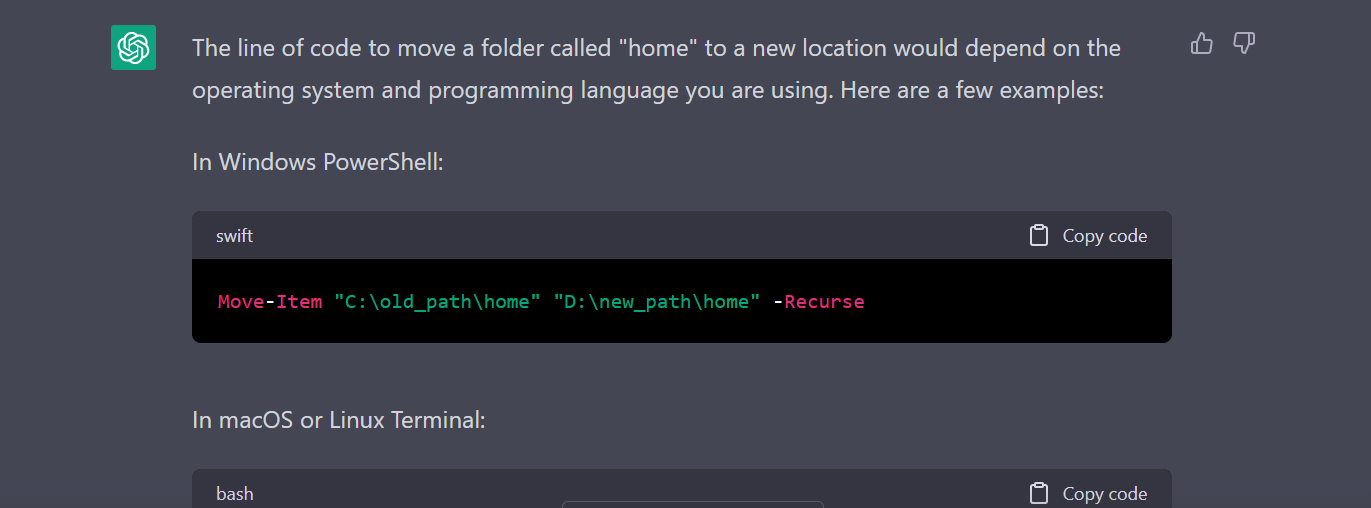 The line of code to move a folder called "home" to a new location would depend on the
operating system and programming language you are using. Here are a few examples:
In Windows PowerShell:
swift
Copy code
Move-Item "C:\old_path\home" "D:\new_path\home" -Recurse
In macOS or Linux Terminal:
bash
Copy code